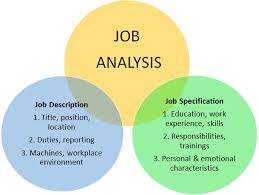 JOB
ANALYSIS
Job Description
1. Title, position,
location
2. Duties, reporting
3. Machines, workplace
environment
Job Specification
1. Education, work
experience, skills
2. Responsibilities,
trainings
3. Personal & emotional
characteristics